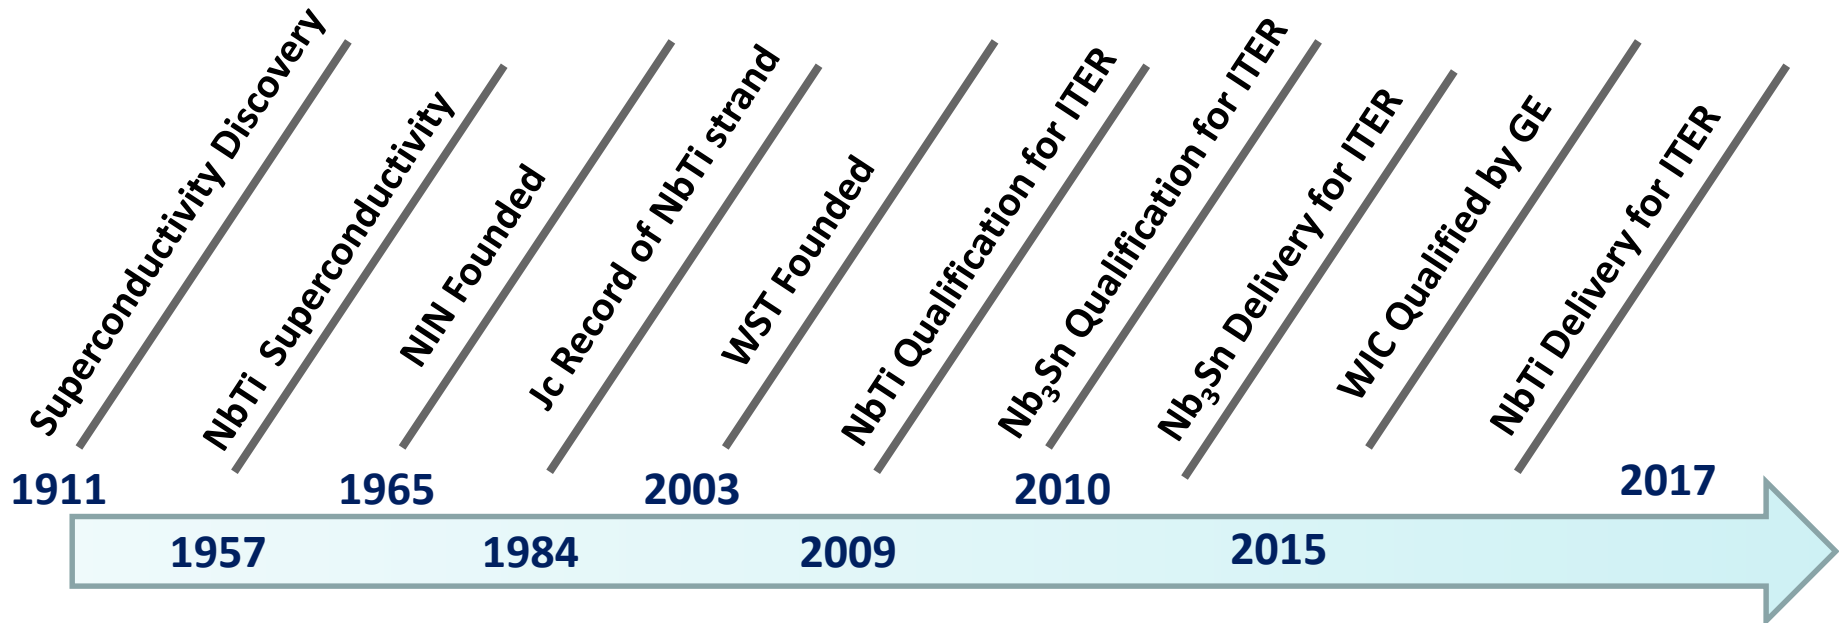 Superconductivity Discovery
NbTi Superconductivity
NIN Founded
Jc Record of NbTi strand
WST Founded
NbTi Qualification for ITER
Nb₃Sn Qualification for ITER
Nb₃Sn Delivery for ITER
WIC Qualified by GE
NbTi Delivery for ITER
1911
1965
2003
2010
2017
1957
1984
2009
2015